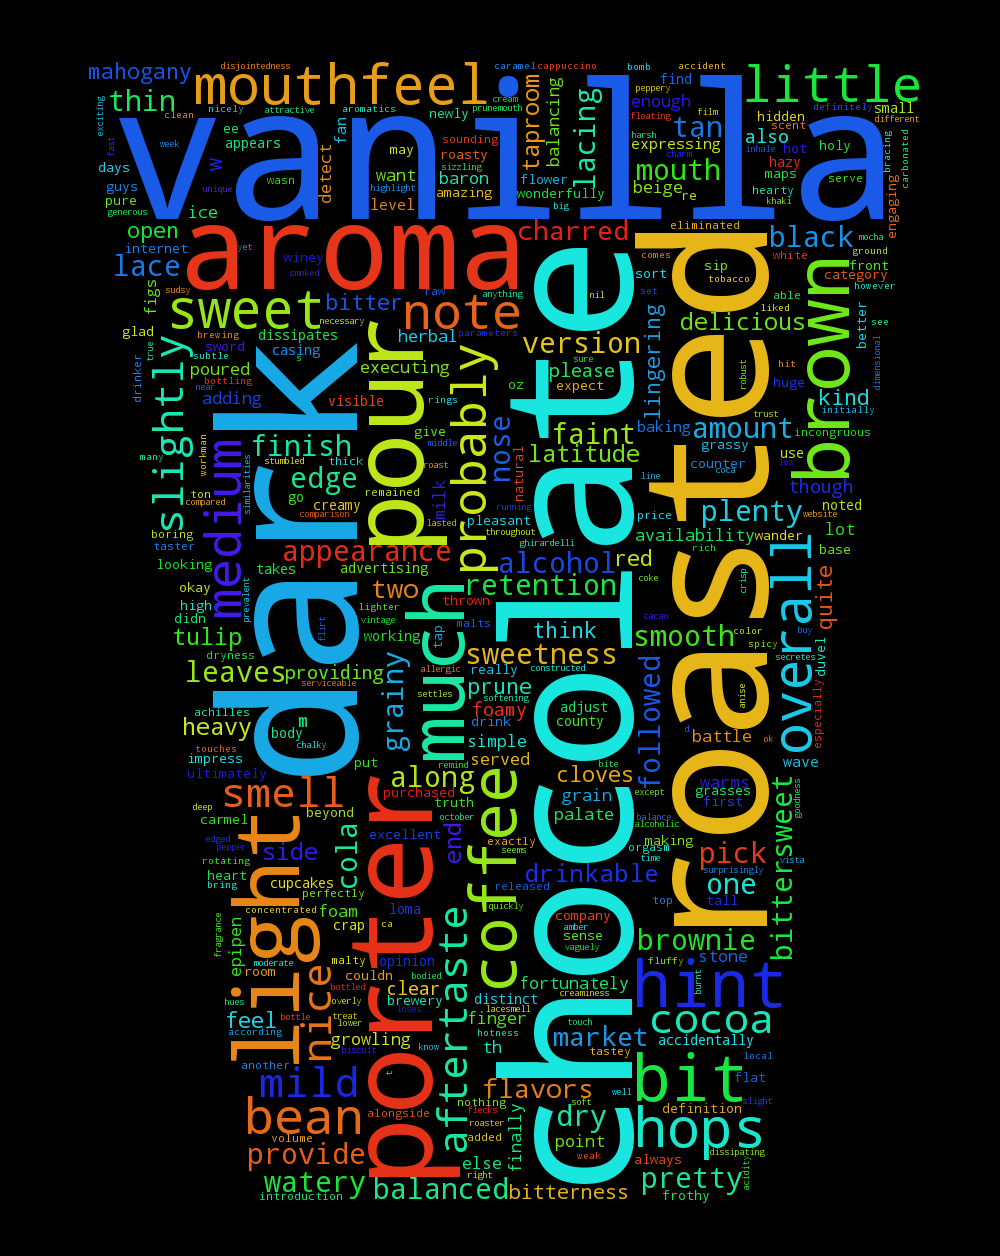 disjointedness caramel cappuccino bomb accident
mahogany mouthfeel find little
thin nicely attractive aromatics cream prunemouth newly peppery enough film definitely small
exciting clean vanilla floating hidden different
ee fan sounding taproom balancing lacing harsh tan scent
fast week appears may roasty expressing also holy bracing carbonated
days wasn want sizzling inhale hot hazy
guys w detect highlight baron flower mouth charm maps serve hearty
pure unique level amazing wonderfully beige re khaki engaging
generous ice big
open aroma charred eliminated black white mocha
internet yet winey comes ground
lace smoked sort sip category front
sudsy raw anything nil set tobacco able however
figs sweet bitter note delicious liked better see
glad brewing dissipates necessary herbal parameters version lingering brown
true casing sure robust dimensional
drinker subtle sword s executing please hit
slightly poured bottling visible rings oz expect huge kind
near adding pour probably trust initially
many workman finish give nose faint baking amount incongruous
medium stumbled thick middle latitude grassy
similarities edge remained roast natural counter use low
ton go milk line coca though
compared creamy lasted running price plenty noted
boring comparison pleasant website
taster appearance throughout availability wander lot
looking dark advertising ghirardelli rich base
takes alcohol red
okay prevalent two retention coke crisp
high lighter thrown cacao quite
didn flirt vintage tap malts think smooth color buy overall
tulip working spicy
dryness much sweetness secretes duvel
leaves providing allergic really constructed
serviceable grainy prune softening followed anise
achilles settles foamy adjust
heavy m drink county d especially
body simple battle ok
touches chalky served
impress put remind bite wave
ultimately along cloves warms
smell purchased grain except grasses
deep beyond truth palate first goodness
carmel october balance bittersweet
edged excellent exactly alcoholic
pepper cola making
rotating side end seems orgasm pick vista
heart time surprisingly
bring cupcakes coffee drinkable one
perfectly released top tall
fragrance concentrated foam loma quickly company
light crap ca amber brownie
epipen opinion sense
room malty vaguely stone
moderate couldn bodied fluffy
bottled fortunately hint burnt
hues nice overly clear creaminess
bottle brewery distinct
feel treat loses lacesmell finger touch cocoa
according lower hotness
growling th market accidentally
another biscuit know tastey local
mild t porter aftertaste chocolate roasted well bit flat
nothing flavors soft slight
bean alongside flecks definition
roaster dry hops
volume added point
provide finally weak always dissipating
else
watery right pretty acidity
introduction balanced bitterness frothy